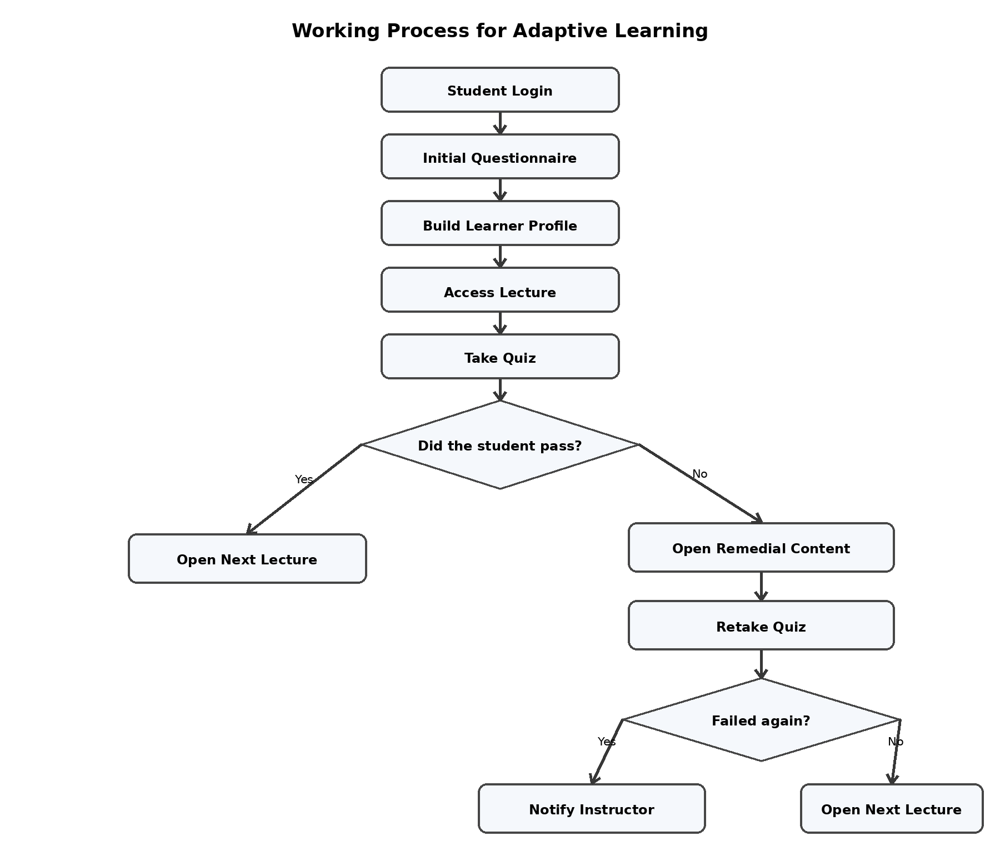 Working Process for Adaptive Learning
Student Login
Initial Questionnaire
Build Learner Profile
Access Lecture
Take Quiz
Did the student pass?
Yes
No
Open Next Lecture
Open Remedial Content
Retake Quiz
Failed again?
Yes
No
Notify Instructor
Open Next Lecture